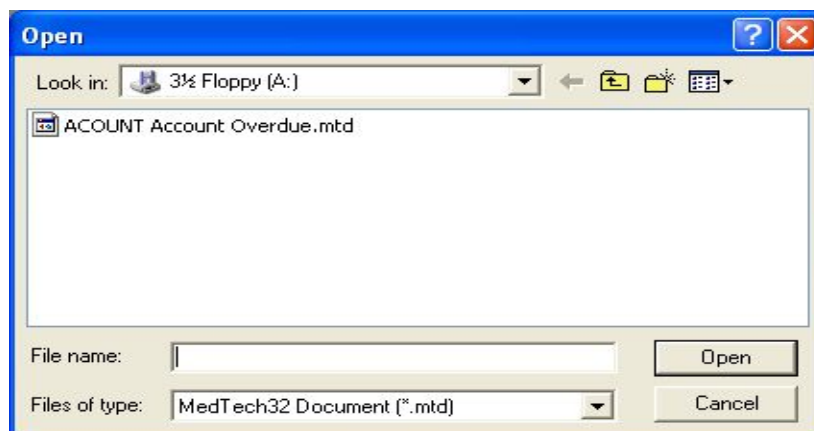 Open
Look in: 3½ Floppy (A:)
ACOUNT Account Overdue.mtd
File name: Open
Files of type: MedTech32 Document (*.mtd) Cancel